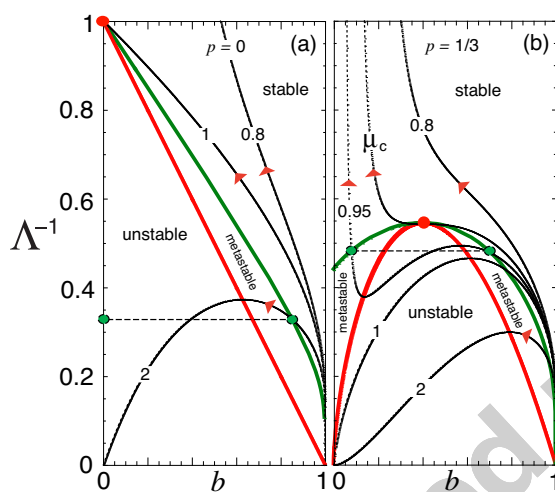 p = 0 (a)
stable
1
0.8
unstable
metastable
2
1
0.8
0.6
0.4
0.2
0
Λ⁻¹
0 b 1
p = 1/3 (b)
stable
0.8
μc
0.95
metastable
unstable
metastable
1
2
0 b 1